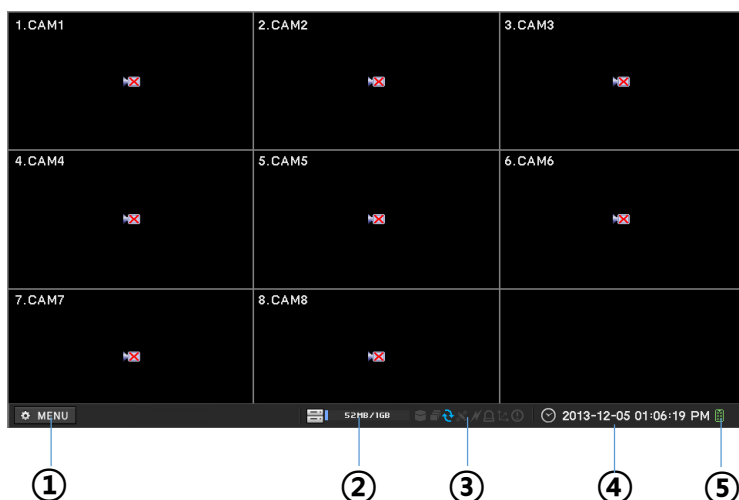 1.CAM1 2.CAM2 3.CAM3
4.CAM4 5.CAM5 6.CAM6
7.CAM7 8.CAM8
MENU 52MB/1GB 2013-12-05 01:06:19 PM
① ② ③ ④ ⑤